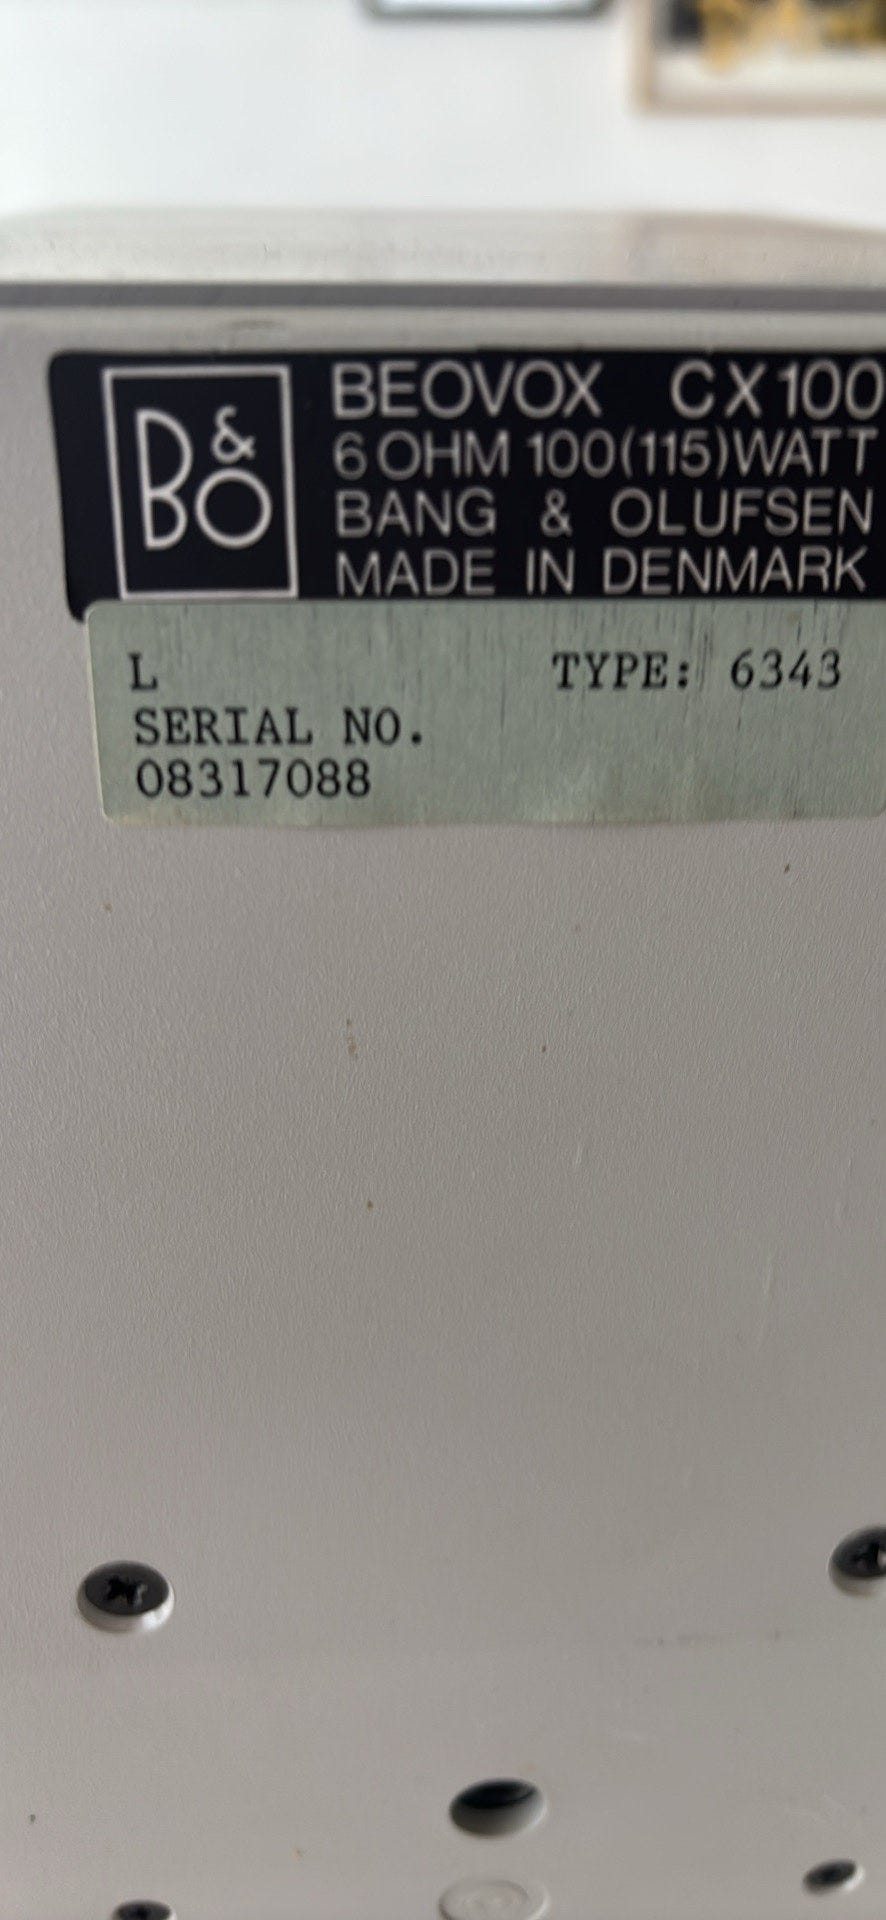 B&O
BEOVOX CX100
6 OHM 100(115)WATT
BANG & OLUFSEN
MADE IN DENMARK
L TYPE: 6343
SERIAL NO.
08317088